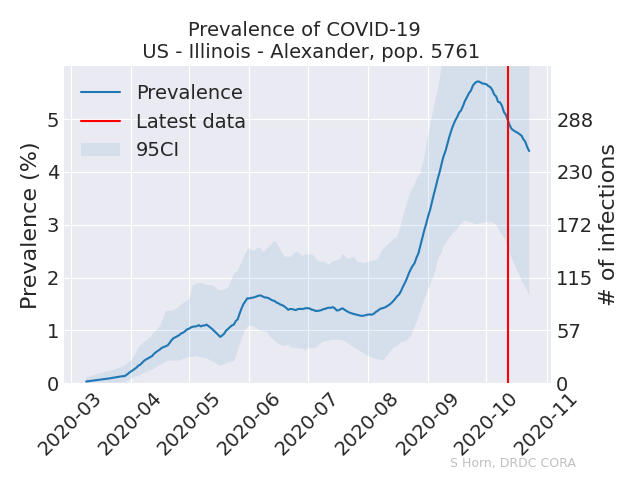 Prevalence of COVID-19
US - Illinois - Alexander, pop. 5761
Prevalence
Latest data
95CI
Prevalence (%)
5
4
3
2
1
0
# of infections
288
230
172
115
57
0
2020-03
2020-04
2020-05
2020-06
2020-07
2020-08
2020-09
2020-10
2020-11
S Horn, DRDC CORA